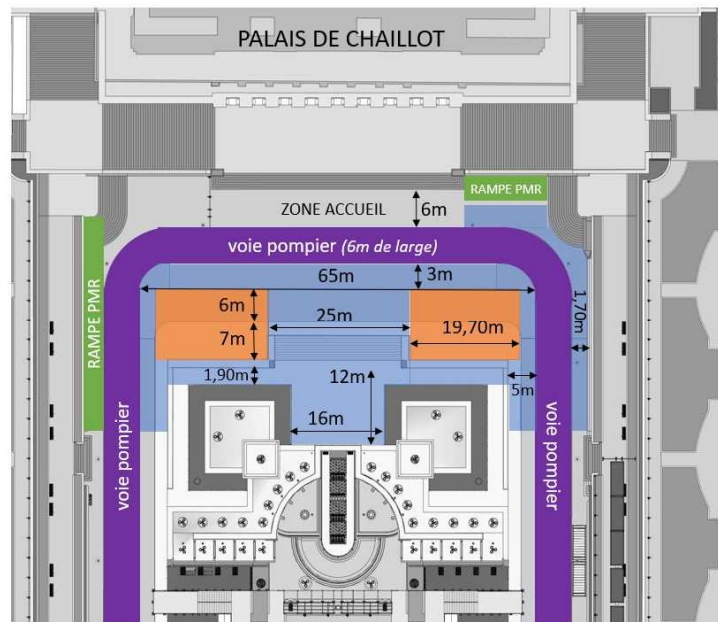 PALAIS DE CHAILLOT
RAMPE PMR
ZONE ACCUEIL
6m
voie pompier (6m de large)
65m
3m
RAMPE PMR
6m
25m
19,70m
1,70m
7m
1,90m
12m
5m
16m
voie pompier
voie pompier